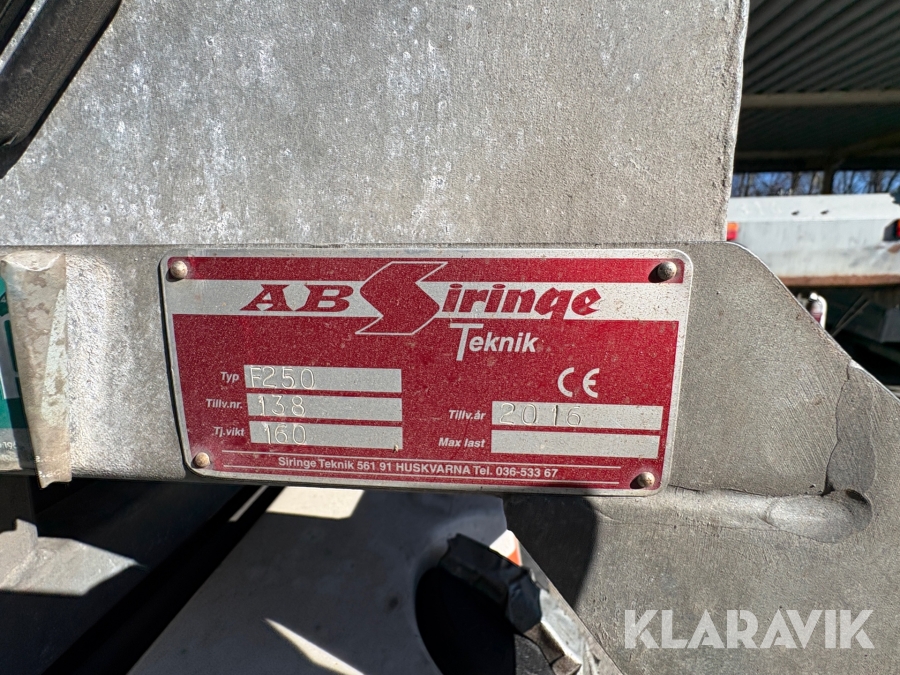 AB Siringe
Teknik
Typ F250
Tillv.nr. 138
Tj.vikt 160
CE
Tillv.år 2016
Max last
Siringe Teknik 561 91 HUSKVARNA Tel. 036-533 67
KLARAVIK